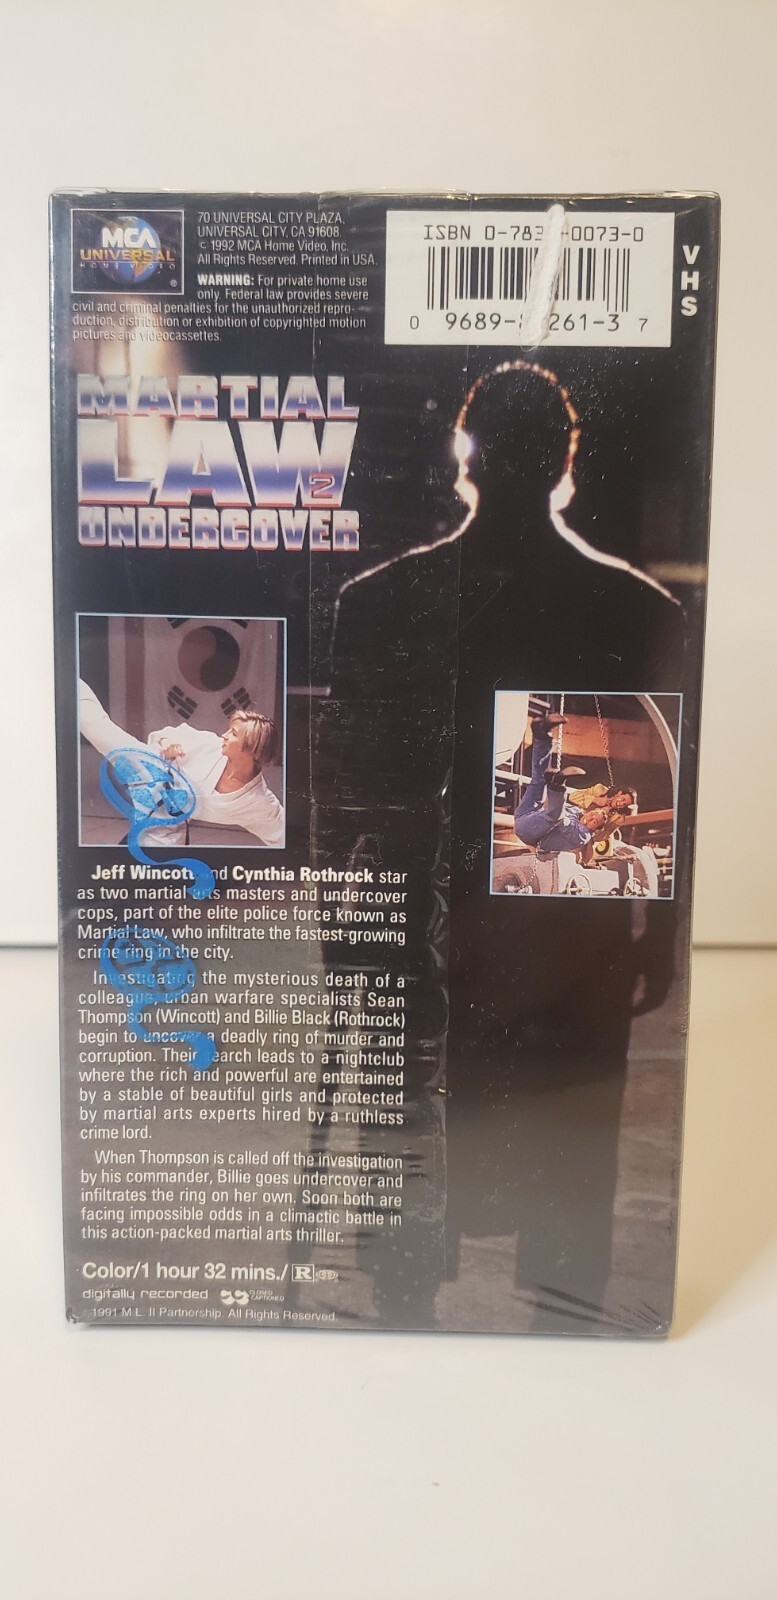 MCA
UNIVERSAL
HOME VIDEO
®
70 UNIVERSAL CITY PLAZA,
UNIVERSAL CITY, CA 91608.
© 1992 MCA Home Video, Inc.
All Rights Reserved. Printed in USA.
WARNING: For private home use
only. Federal law provides severe
civil and criminal penalties for the unauthorized repro-
duction, distribution or exhibition of copyrighted motion
pictures and videocassettes.
ISBN 0-783 -0073-0
0 9689- 261-3 7
VHS
MARTIAL
LAW 2
UNDERCOVER
Jeff Wincott and Cynthia Rothrock star
as two martial arts masters and undercover
cops, part of the elite police force known as
Martial Law, who infiltrate the fastest-growing
crime ring in the city.
Investigating the mysterious death of a
colleague, urban warfare specialists Sean
Thompson (Wincott) and Billie Black (Rothrock)
begin to uncover a deadly ring of murder and
corruption. Their search leads to a nightclub
where the rich and powerful are entertained
by a stable of beautiful girls and protected
by martial arts experts hired by a ruthless
crime lord.
When Thompson is called off the investigation
by his commander, Billie goes undercover and
infiltrates the ring on her own. Soon both are
facing impossible odds in a climactic battle in
this action-packed martial arts thriller.
Color/1 hour 32 mins./ R
digitally recorded CC CLOSED CAPTIONED
1991 M.L. II Partnership. All Rights Reserved.